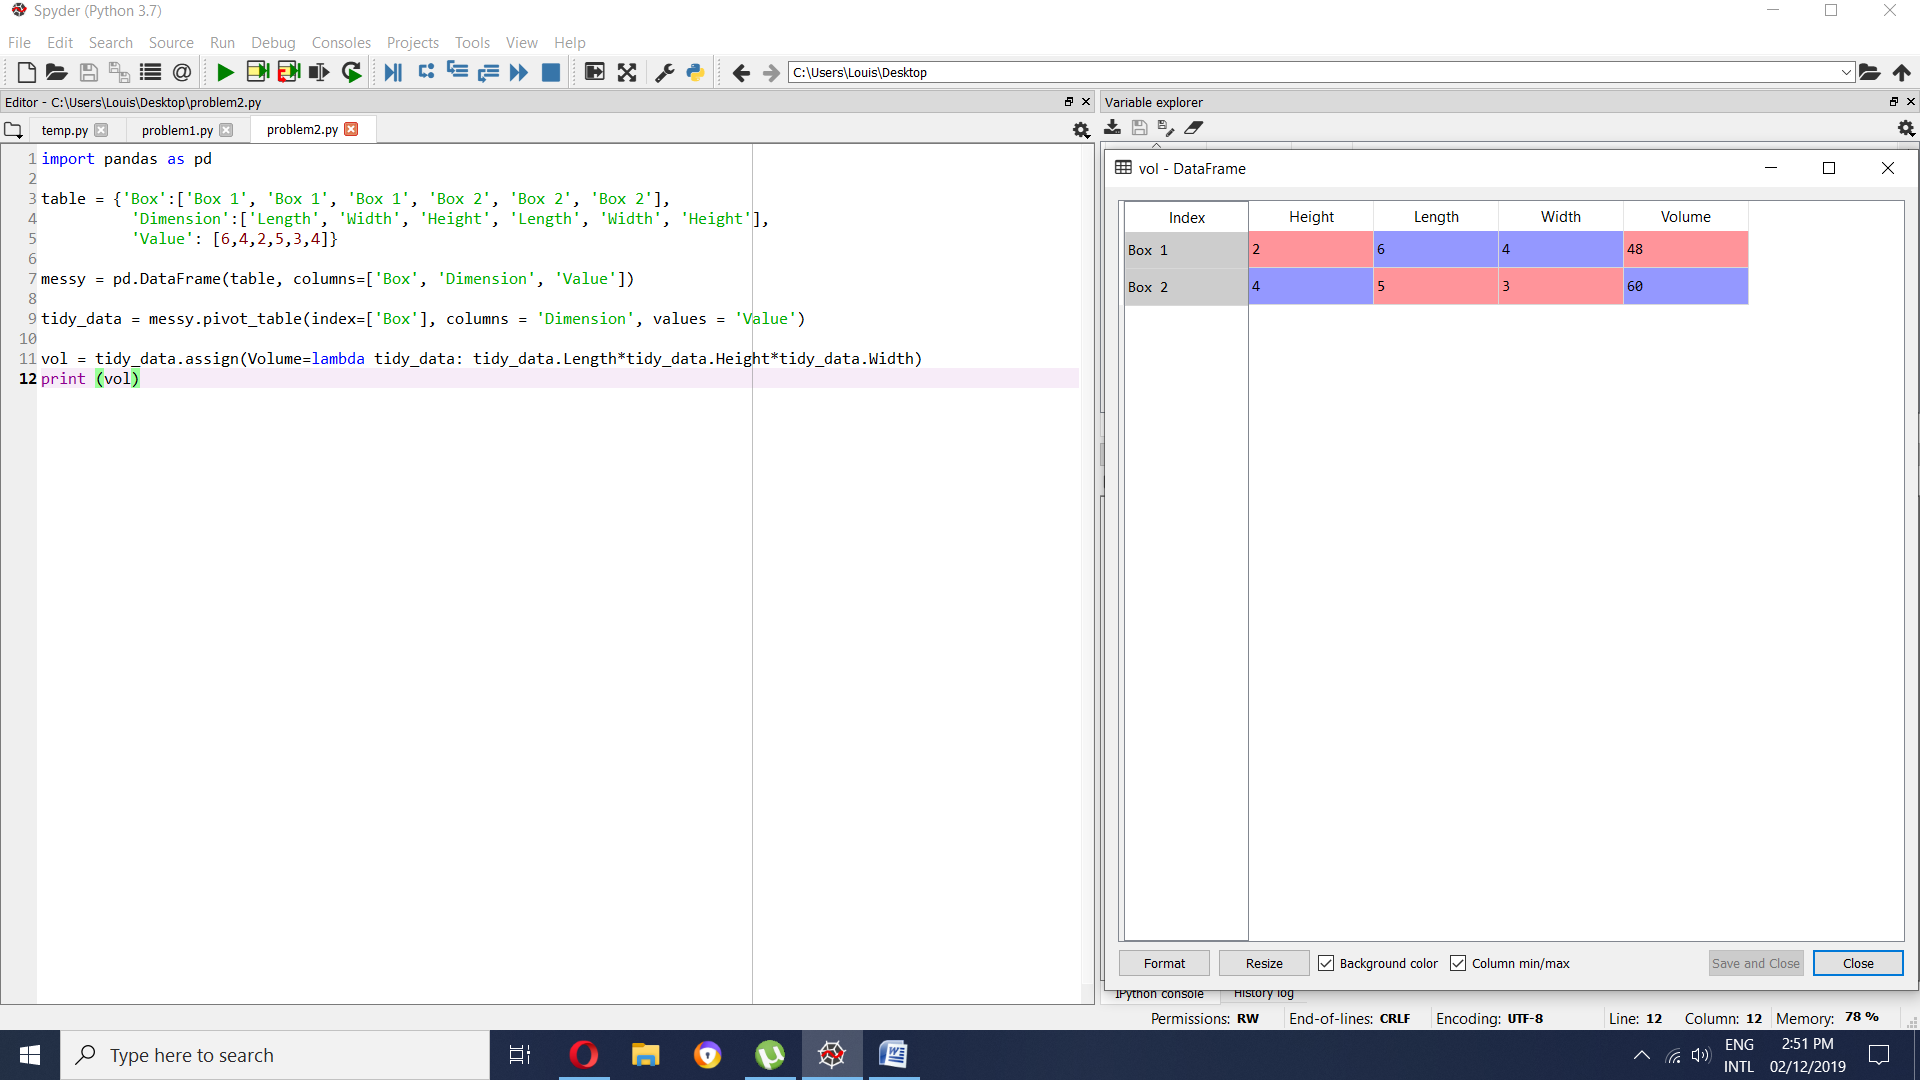 Spyder (Python 3.7)
File Edit Search Source Run Debug Consoles Projects Tools View Help
C:\Users\Louis\Desktop
Editor - C:\Users\Louis\Desktop\problem2.py
temp.py problem1.py problem2.py
1 import pandas as pd
2
3 table = {'Box':['Box 1', 'Box 1', 'Box 1', 'Box 2', 'Box 2', 'Box 2'],
4 'Dimension':['Length', 'Width', 'Height', 'Length', 'Width', 'Height'],
5 'Value': [6,4,2,5,3,4]}
6
7 messy = pd.DataFrame(table, columns=['Box', 'Dimension', 'Value'])
8
9 tidy_data = messy.pivot_table(index=['Box'], columns = 'Dimension', values = 'Value')
10
11 vol = tidy_data.assign(Volume=lambda tidy_data: tidy_data.Length*tidy_data.Height*tidy_data.Width)
12 print (vol)
Variable explorer
vol - DataFrame
Index Height Length Width Volume
Box 1 2 6 4 48
Box 2 4 5 3 60
Format Resize Background color Column min/max Save and Close Close
IPython console History log
Permissions: RW End-of-lines: CRLF Encoding: UTF-8 Line: 12 Column: 12 Memory: 78 %
Type here to search
ENG 2:51 PM
INTL 02/12/2019